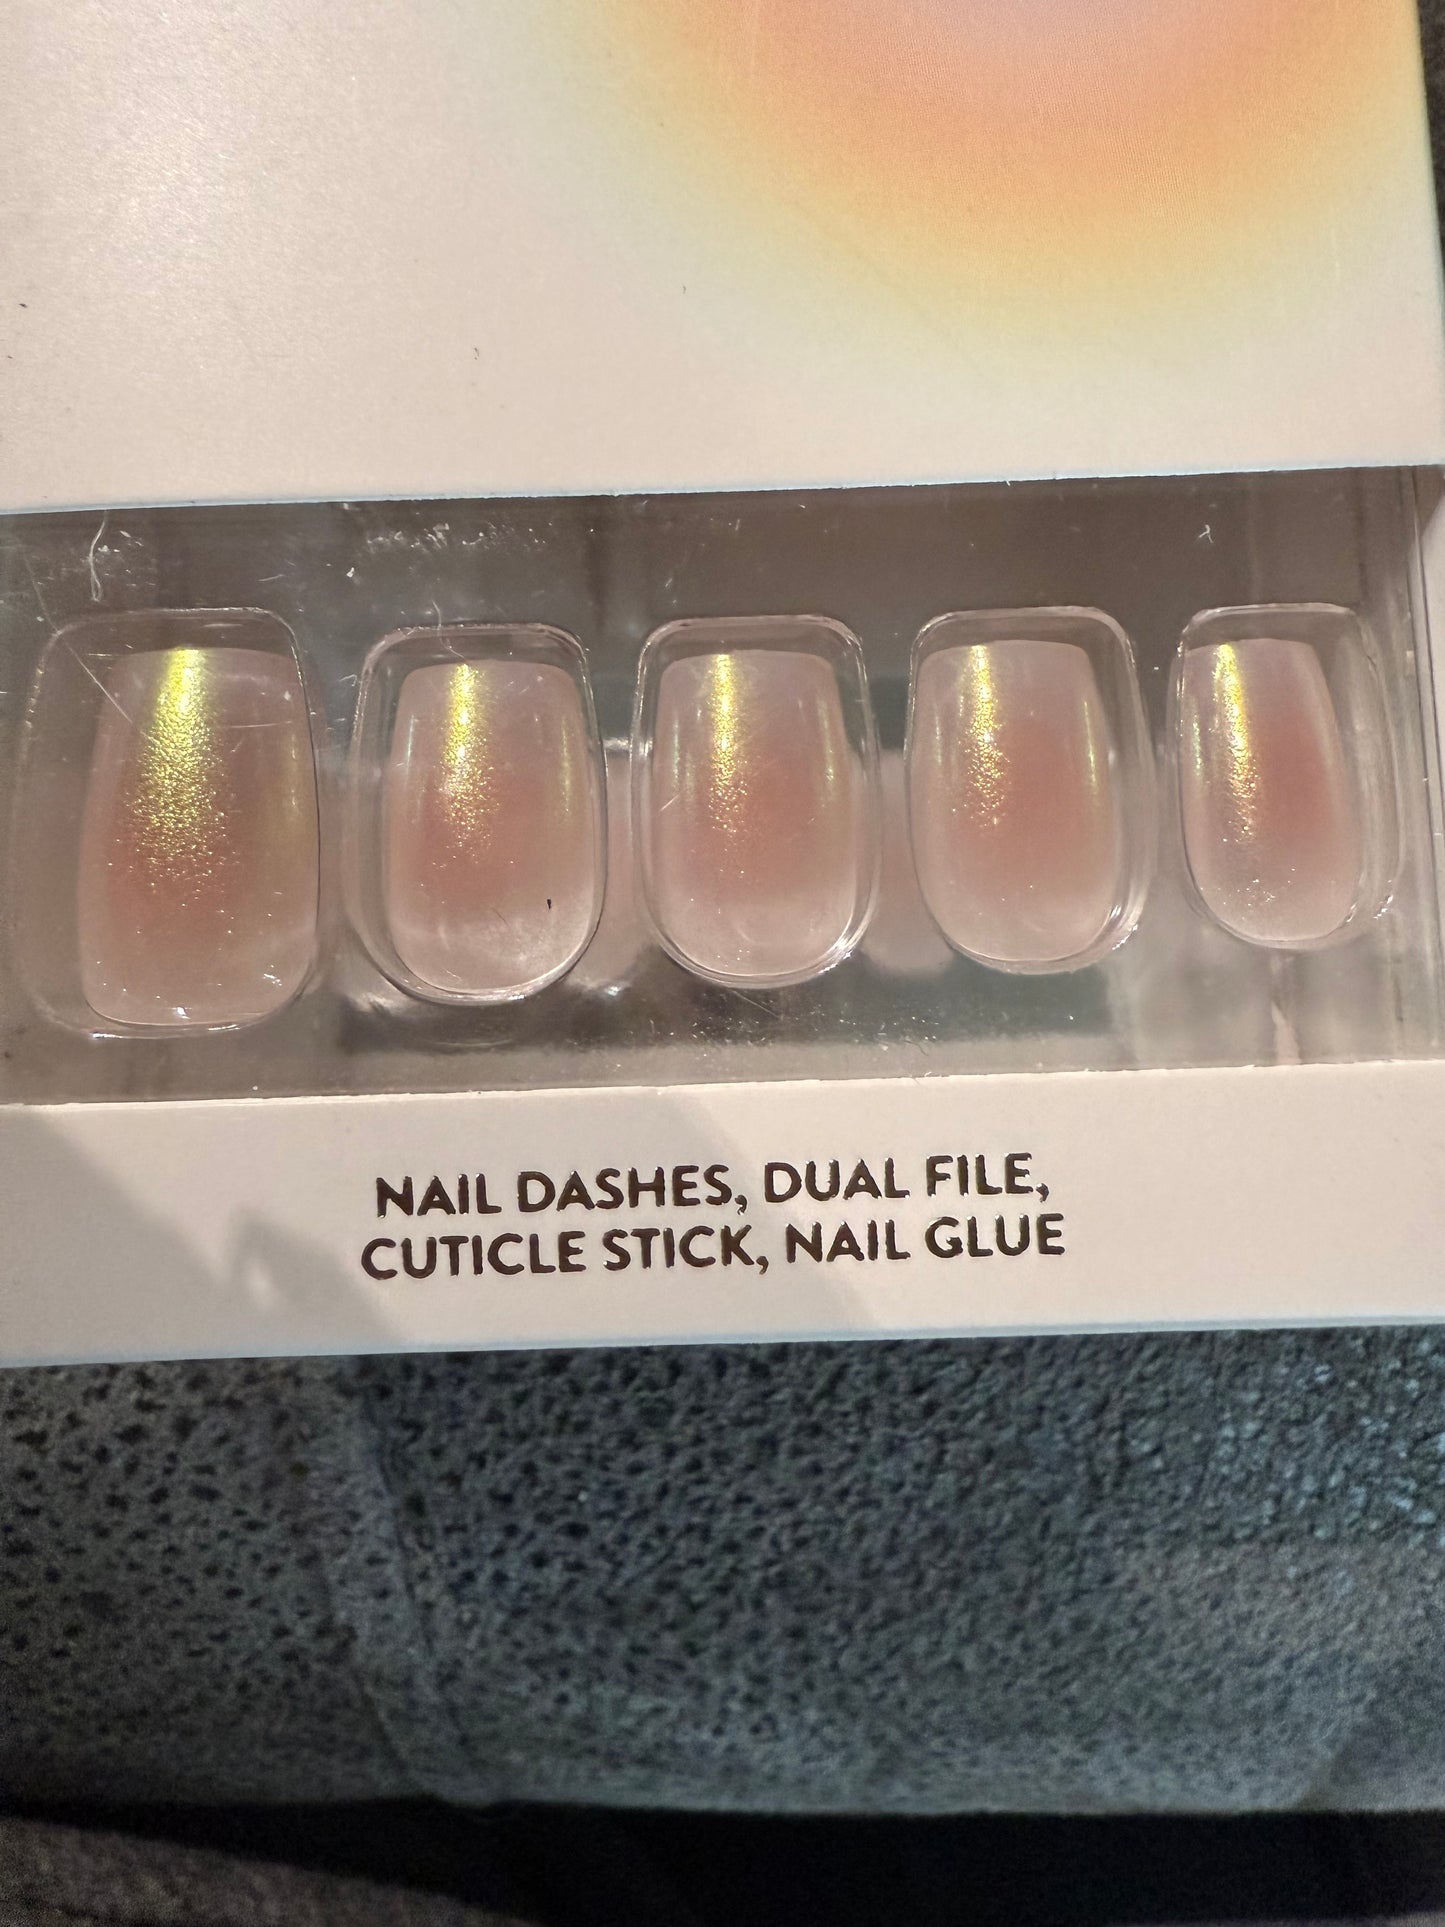 NAIL DASHES, DUAL FILE,
CUTICLE STICK, NAIL GLUE